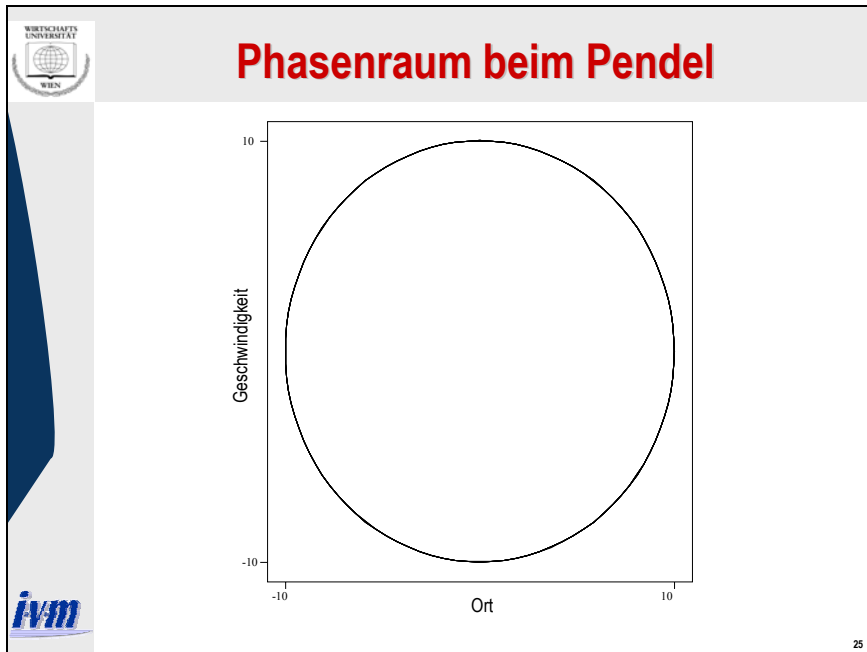 WIRTSCHAFTS
UNIVERSITÄT
WIEN
Phasenraum beim Pendel
10
Geschwindigkeit
-10
-10
10
Ort
ivm
25